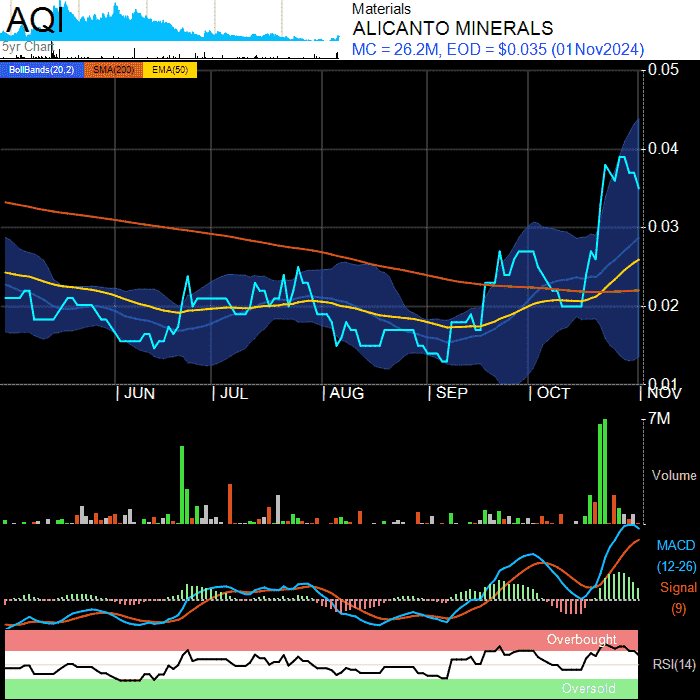 AQI
5yr Chart
Materials
ALICANTO MINERALS
MC = 26.2M, EOD = $0.035 (01Nov2024)
BollBands(20,2) SMA(200) EMA(50)
0.05
0.04
0.03
0.02
0.01
| JUN | JUL | AUG | SEP | OCT | NOV
7M
Volume
MACD
(12-26)
Signal
(9)
Overbought
RSI(14)
Oversold